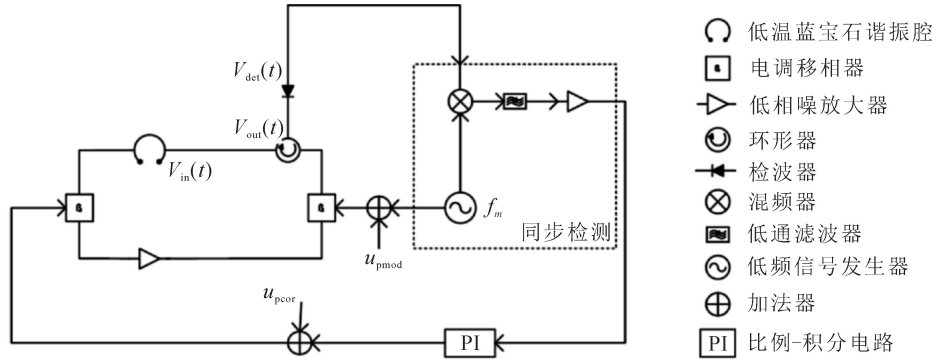 V_det(t)
V_out(t)
V_in(t)
f_m
同步检测
u_pmod
u_pcor
PI
低温蓝宝石谐振腔
电调移相器
低相噪放大器
环形器
检波器
混频器
低通滤波器
低频信号发生器
加法器
PI 比例-积分电路